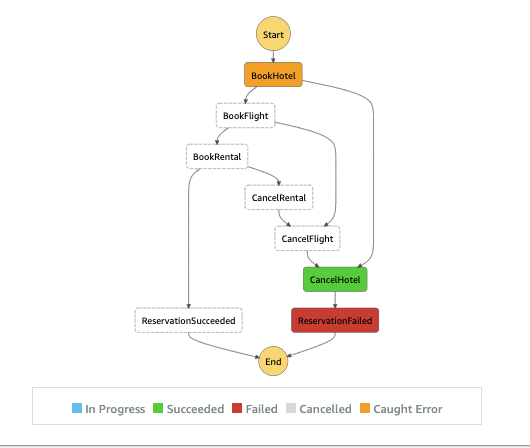 Start
BookHotel
BookFlight
BookRental
CancelRental
CancelFlight
CancelHotel
ReservationSucceeded
ReservationFailed
End
In Progress Succeeded Failed Cancelled Caught Error